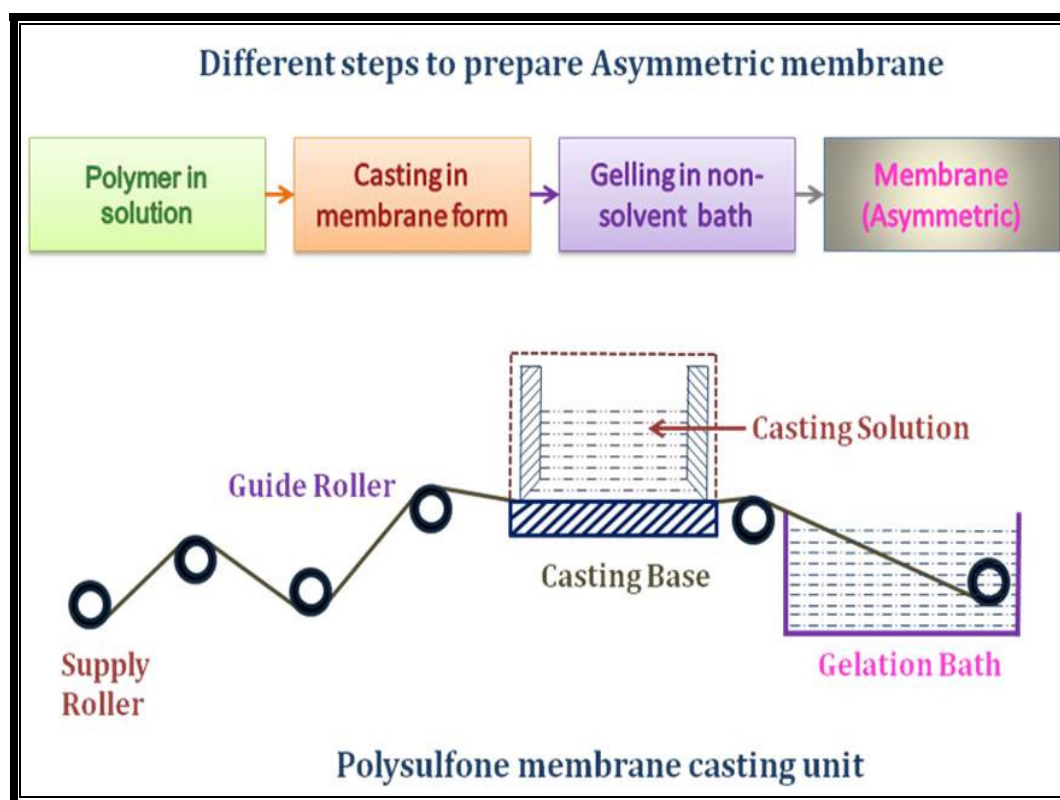 Different steps to prepare Asymmetric membrane
Polymer in
solution
Casting in
membrane form
Gelling in non-
solvent bath
Membrane
(Asymmetric)
Casting Solution
Guide Roller
Casting Base
Supply
Roller
Gelation Bath
Polysulfone membrane casting unit